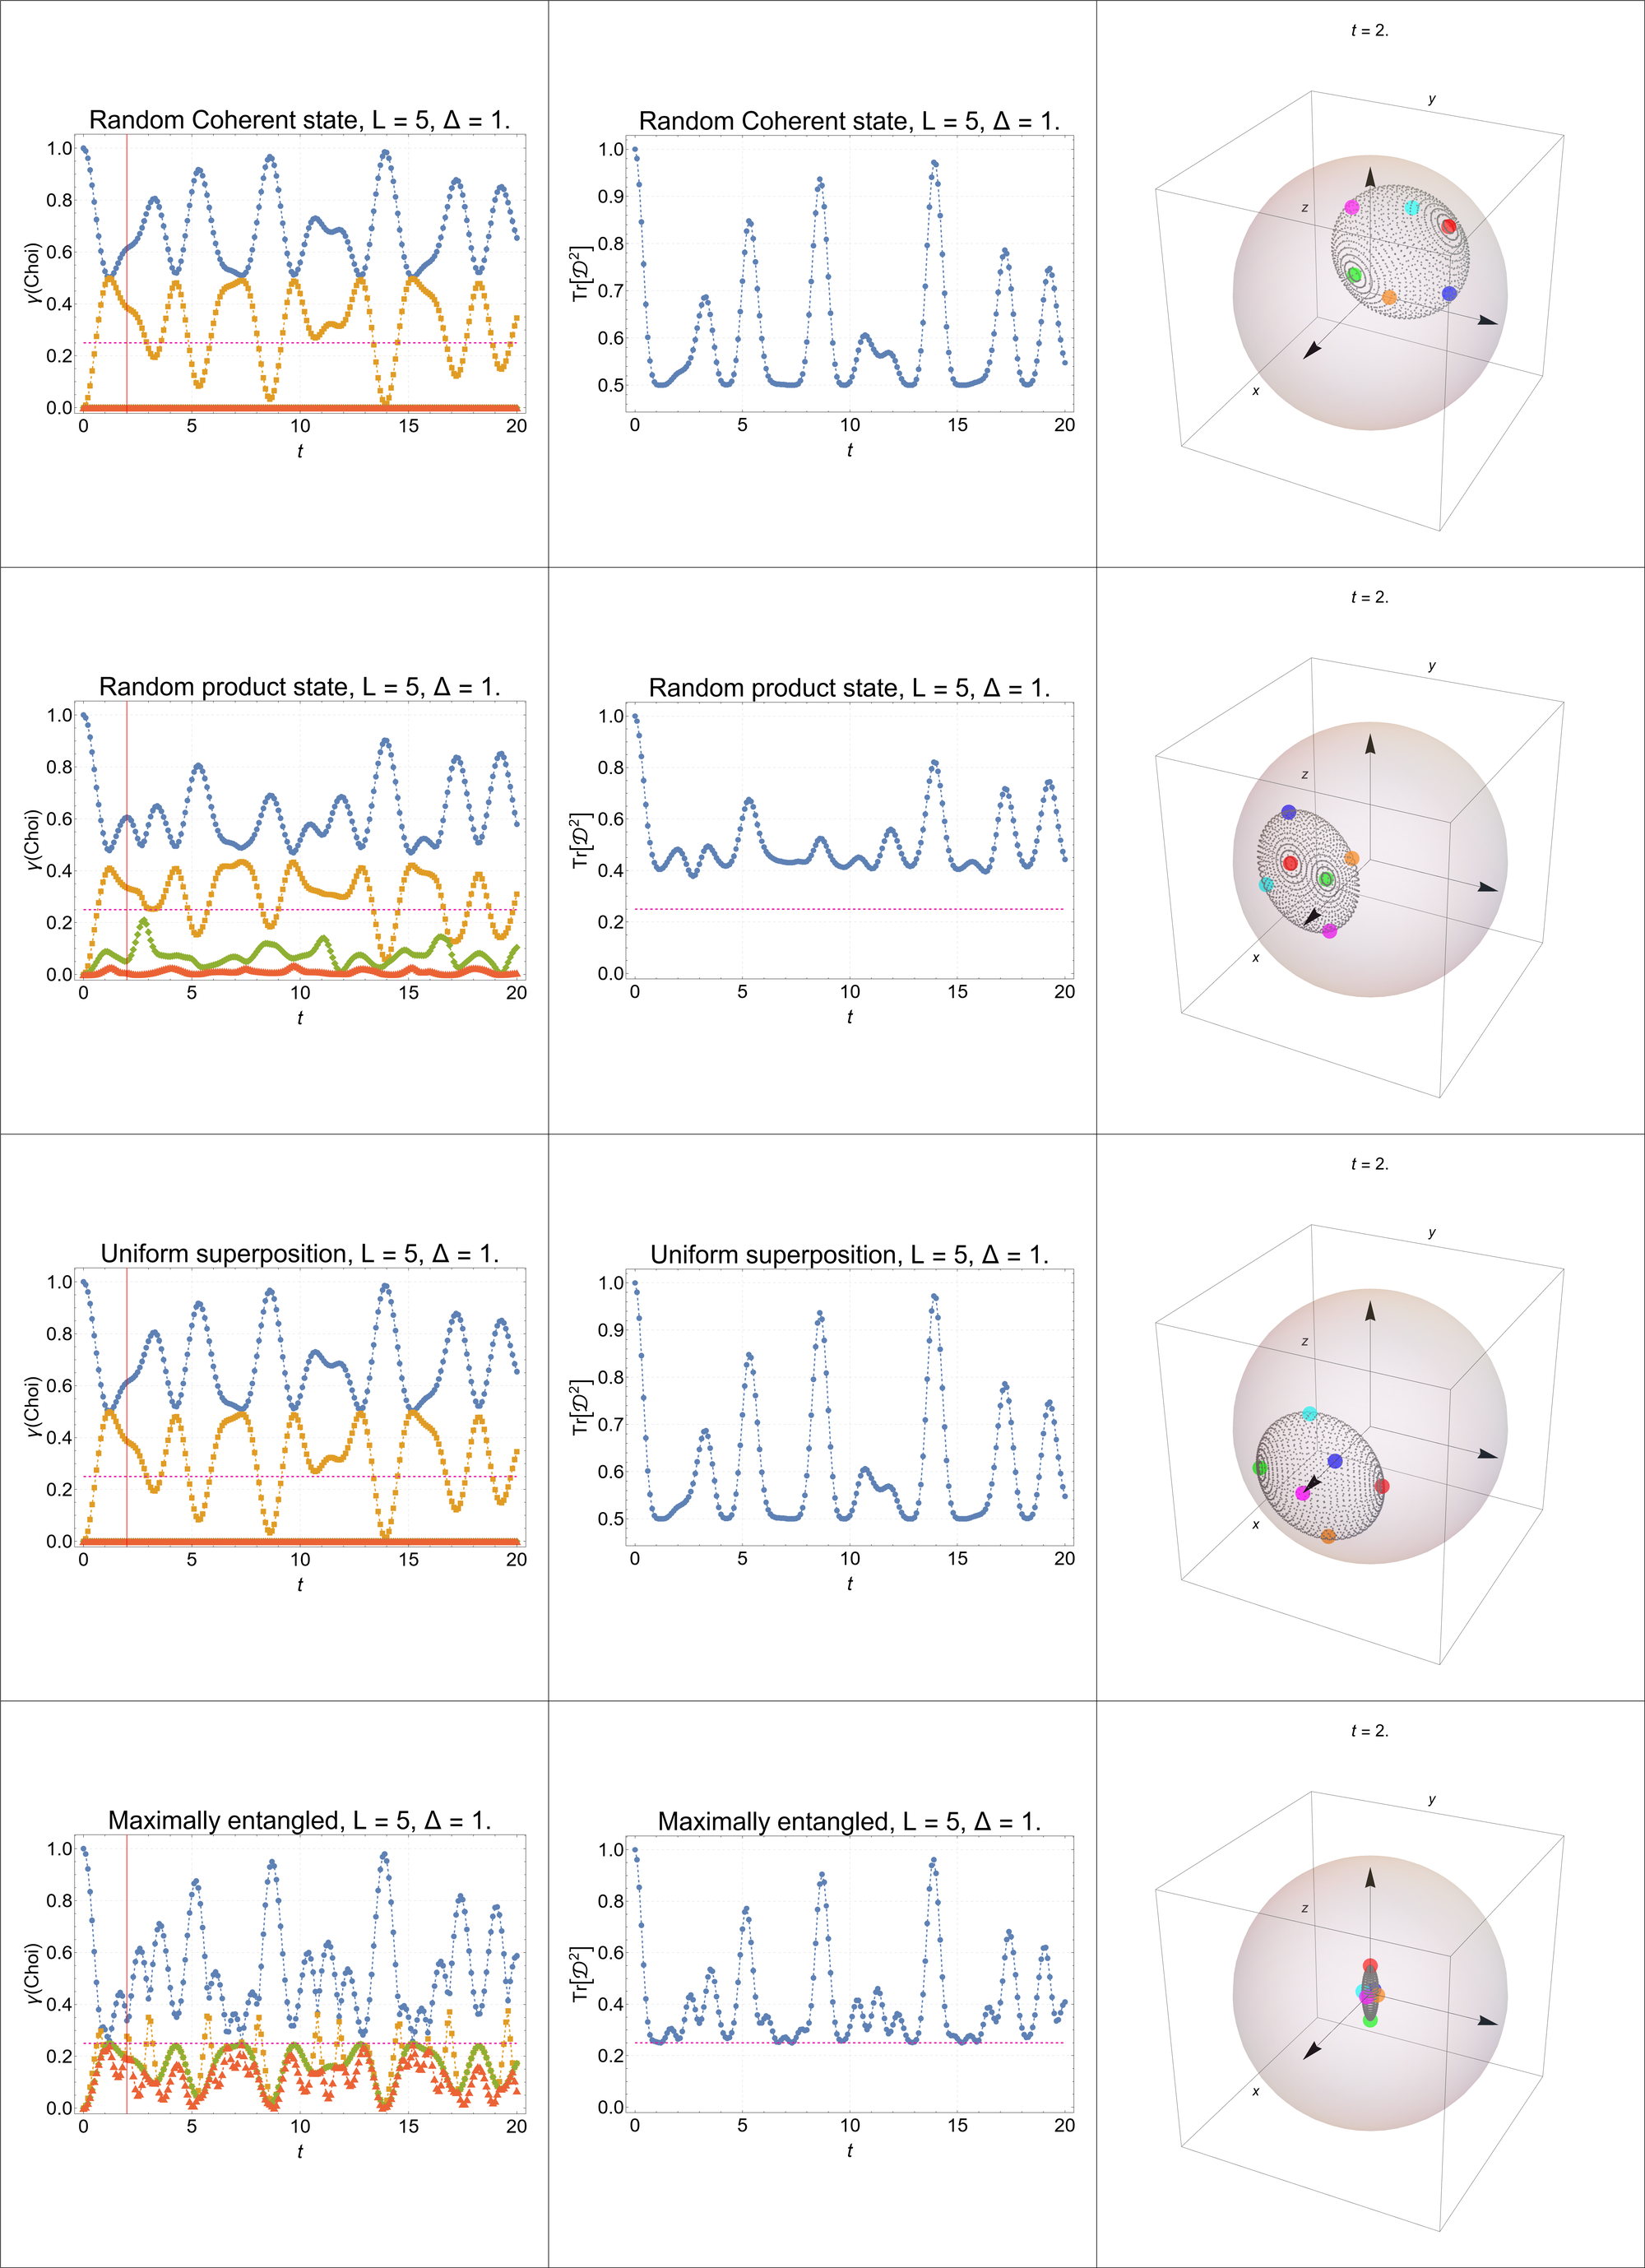 t = 2.
Random Coherent state, L = 5, Δ = 1.
γ(Choi)
1.0
0.8
0.6
0.4
0.2
0.0
0 5 10 15 20
t
Random Coherent state, L = 5, Δ = 1.
Tr[𝒟²]
1.0
0.9
0.8
0.7
0.6
0.5
0 5 10 15 20
t
y
z
x
t = 2.
Random product state, L = 5, Δ = 1.
γ(Choi)
1.0
0.8
0.6
0.4
0.2
0.0
0 5 10 15 20
t
Random product state, L = 5, Δ = 1.
Tr[𝒟²]
1.0
0.8
0.6
0.4
0.2
0.0
0 5 10 15 20
t
y
z
x
t = 2.
Uniform superposition, L = 5, Δ = 1.
γ(Choi)
1.0
0.8
0.6
0.4
0.2
0.0
0 5 10 15 20
t
Uniform superposition, L = 5, Δ = 1.
Tr[𝒟²]
1.0
0.9
0.8
0.7
0.6
0.5
0 5 10 15 20
t
y
z
x
t = 2.
Maximally entangled, L = 5, Δ = 1.
γ(Choi)
1.0
0.8
0.6
0.4
0.2
0.0
0 5 10 15 20
t
Maximally entangled, L = 5, Δ = 1.
Tr[𝒟²]
1.0
0.8
0.6
0.4
0.2
0.0
0 5 10 15 20
t
y
z
x